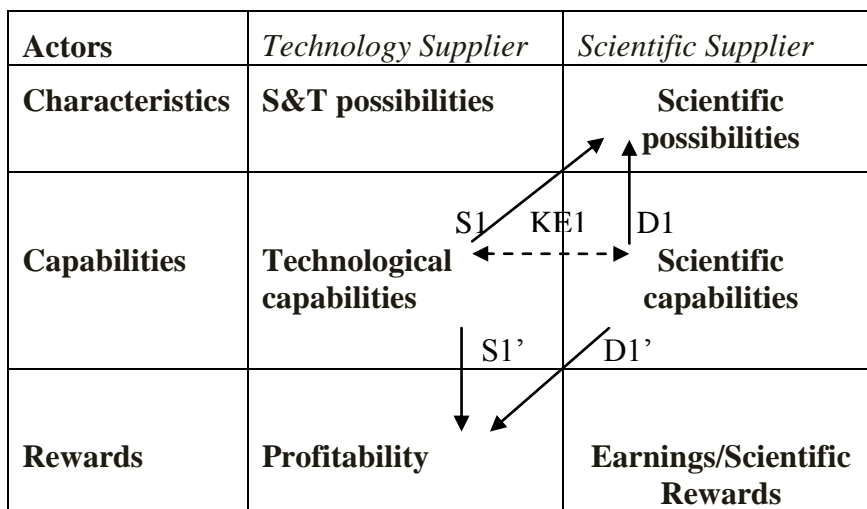 Actors Technology Supplier Scientific Supplier
Characteristics S&T possibilities Scientific
possibilities
S1 KE1 D1
Capabilities Technological Scientific
capabilities capabilities
S1’ D1’
Rewards Profitability Earnings/Scientific
Rewards